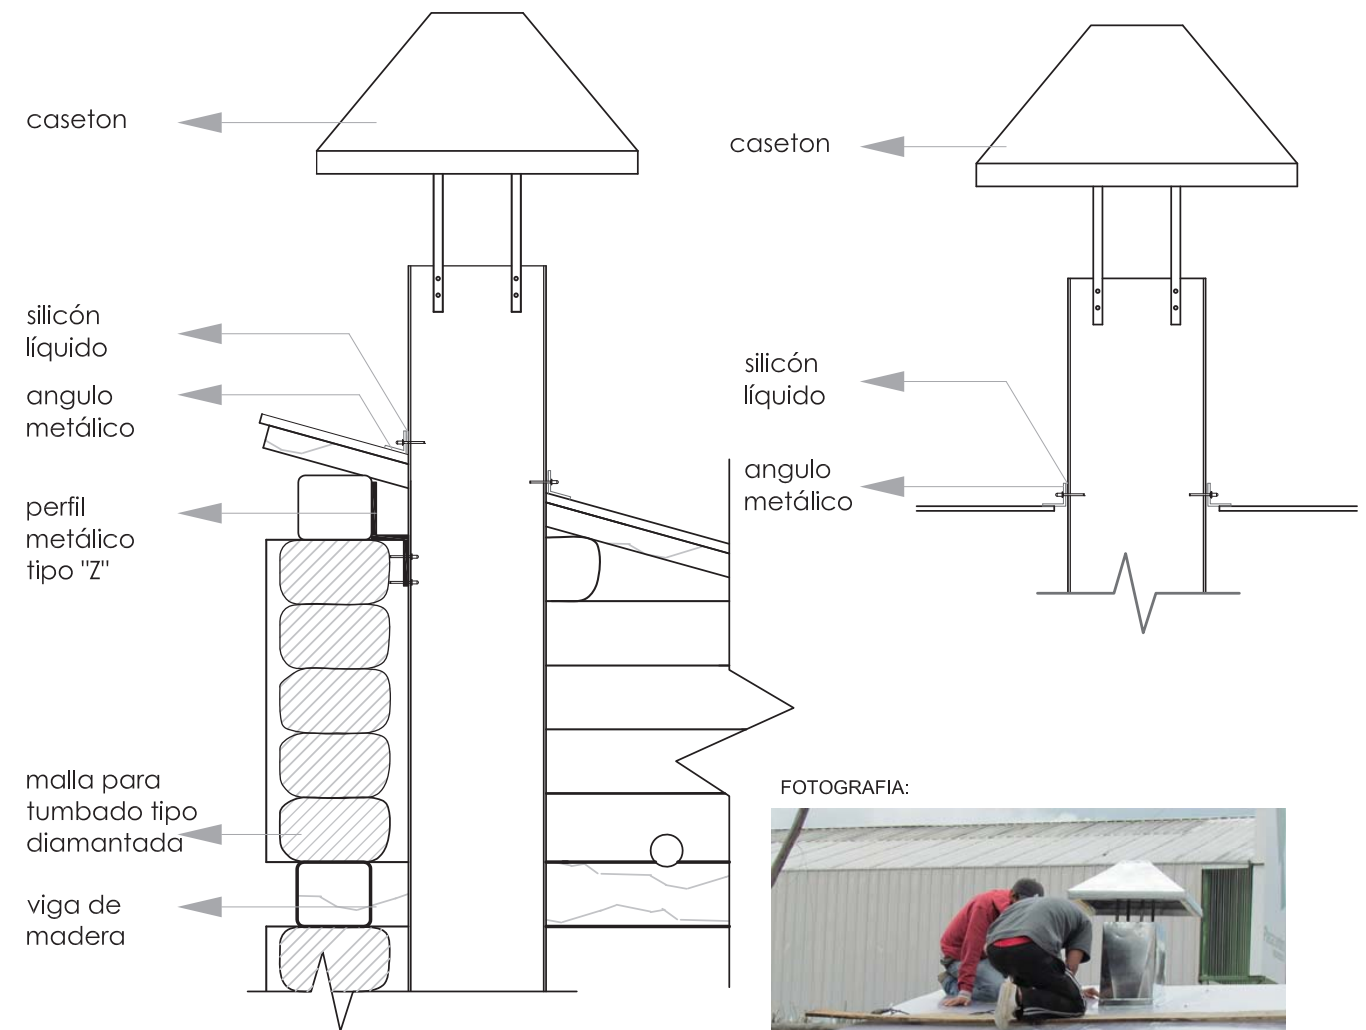 caseton
silicón
líquido
angulo
metálico
perfil
metálico
tipo "Z"
malla para
tumbado tipo
diamantada
viga de
madera
caseton
silicón
líquido
angulo
metálico
FOTOGRAFIA: